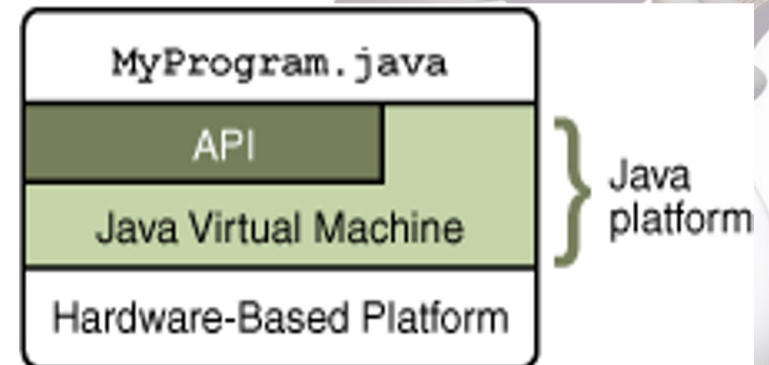 MyProgram.java
API
Java Virtual Machine
Hardware-Based Platform
Java
platform